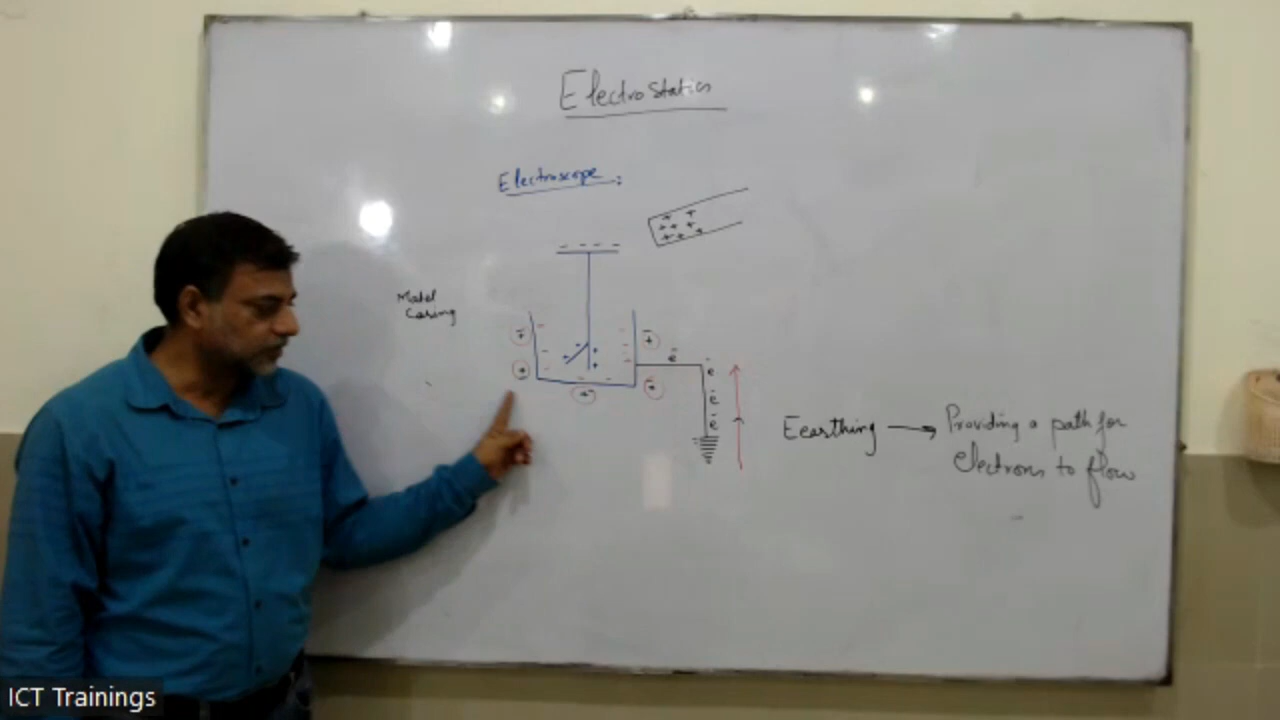 Electrostatics
Electroscope :
Metal
Casing
e
e
e
e
Eearthing → Providing a path for
electrons to flow
ICT Trainings